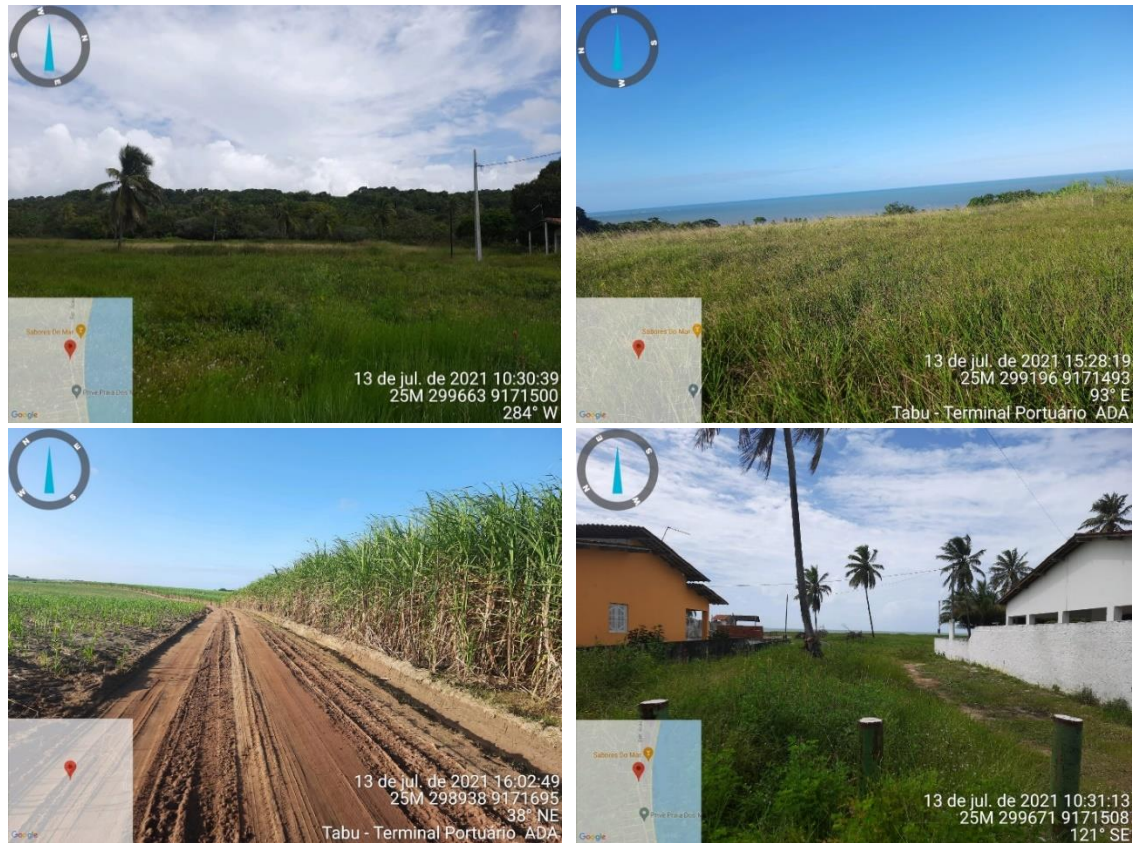 W
N
S
E
Sabores Do Mar
Google
13 de jul. de 2021 10:30:39
25M 299663 9171500
284° W
E
N
S
W
Sabores Do Mar
Google
13 de jul. de 2021 15:28:19
25M 299196 9171493
93° E
Tabu - Terminal Portuário ADA
N
E
W
S
Google
13 de jul. de 2021 16:02:49
25M 298938 9171695
38° NE
Tabu - Terminal Portuário ADA
E
S
N
W
Sabores Do Mar
Google
13 de jul. de 2021 10:31:13
25M 299671 9171508
121° SE